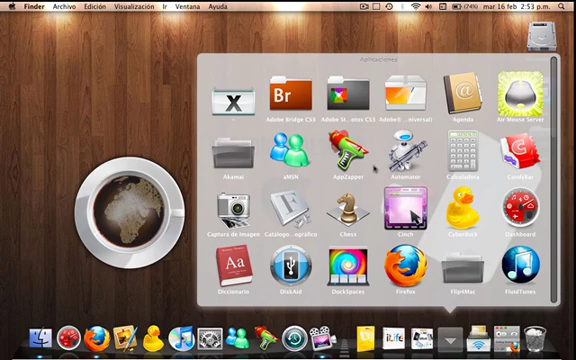 Finder Archivo Edición Visualización Ir Ventana Ayuda (74%) mar 16 feb 2:53 p.m.
Aplicaciones
X
Br
Adobe Bridge CS3 Adobe St...otos CS3 Adobe® ...niversali Agenda Air Mouse Server
Akamai aMSN AppZapper Automator Calculadora CandyBar
Captura de imagen Catálogo ...ográfico Chess Cinch Cyberduck Dashboard
Aa
Diccionario DiskAid DockSpaces Firefox Flip4Mac FluidTunes
iLife